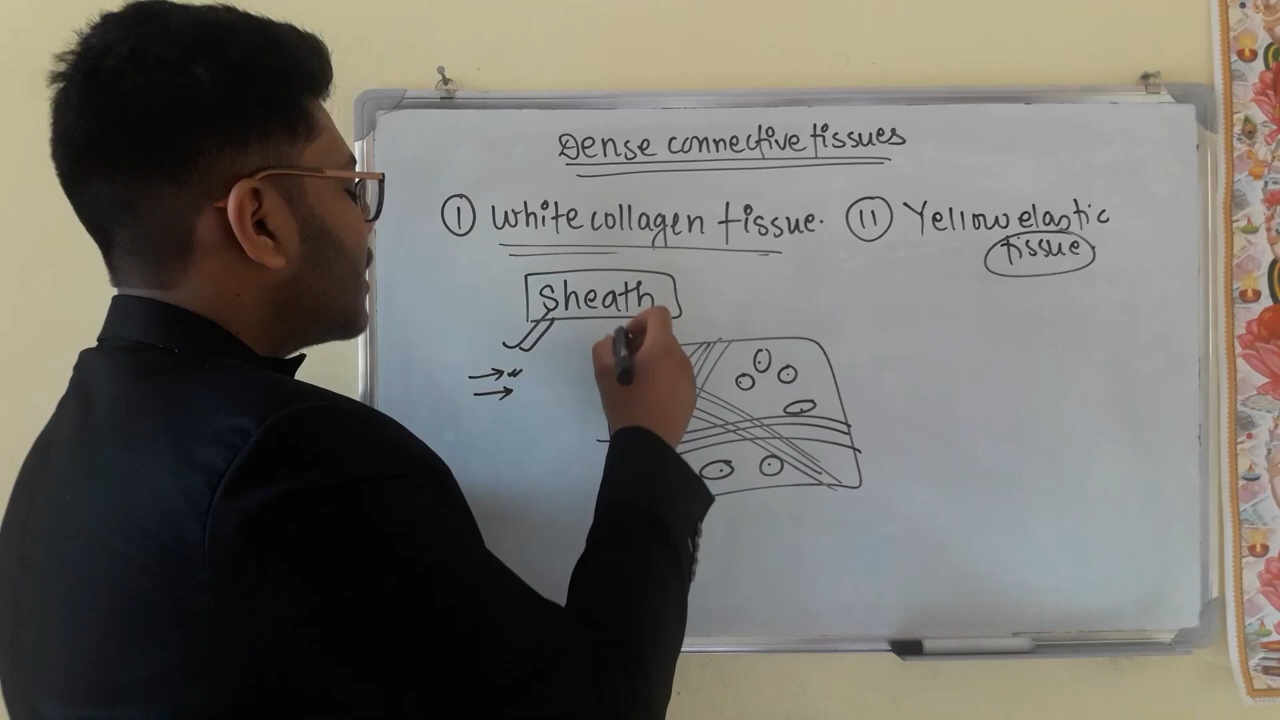 Dense connective tissues
I White collagen tissue. II Yellow elastic
tissue
Sheath